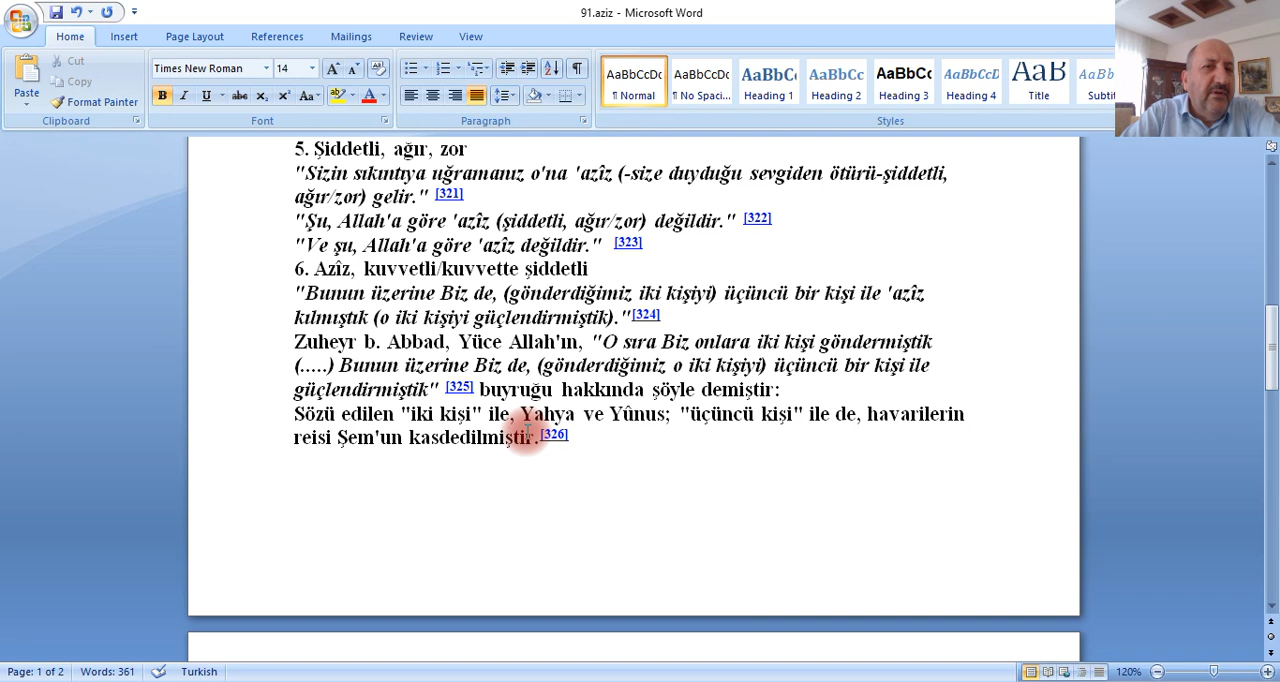 91.aziz - Microsoft Word
Home Insert Page Layout References Mailings Review View
Paste
Cut
Copy
Format Painter
Clipboard
Times New Roman 14
Font
Paragraph
AaBbCcDc AaBbCcDc AaBbCc AaBbCc AaBbCc AaBbCcD AaB AaBb
¶ Normal ¶ No Spaci... Heading 1 Heading 2 Heading 3 Heading 4 Title Subtit
Styles
5. Şiddetli, ağır, zor
"Sizin sıkıntıya uğramanız o'na 'azîz (-size duyduğu sevgiden ötürü-şiddetli,
ağır/zor) gelir." [321]
"Şu, Allah'a göre 'azîz (şiddetli, ağır/zor) değildir." [322]
"Ve şu, Allah'a göre 'azîz değildir." [323]
6. Azîz, kuvvetli/kuvvette şiddetli
"Bunun üzerine Biz de, (gönderdiğimiz iki kişiyi) üçüncü bir kişi ile 'azîz
kılmıştık (o iki kişiyi güçlendirmiştik)."[324]
Zuheyr b. Abbad, Yüce Allah'ın, "O sıra Biz onlara iki kişi göndermiştik
(.....) Bunun üzerine Biz de, (gönderdiğimiz o iki kişiyi) üçüncü bir kişi ile
güçlendirmiştik" [325] buyruğu hakkında şöyle demiştir:
Sözü edilen "iki kişi" ile, Yahya ve Yûnus; "üçüncü kişi" ile de, havarilerin
reisi Şem'un kasdedilmiştir.[326]
Page: 1 of 2 Words: 361 Turkish 120%